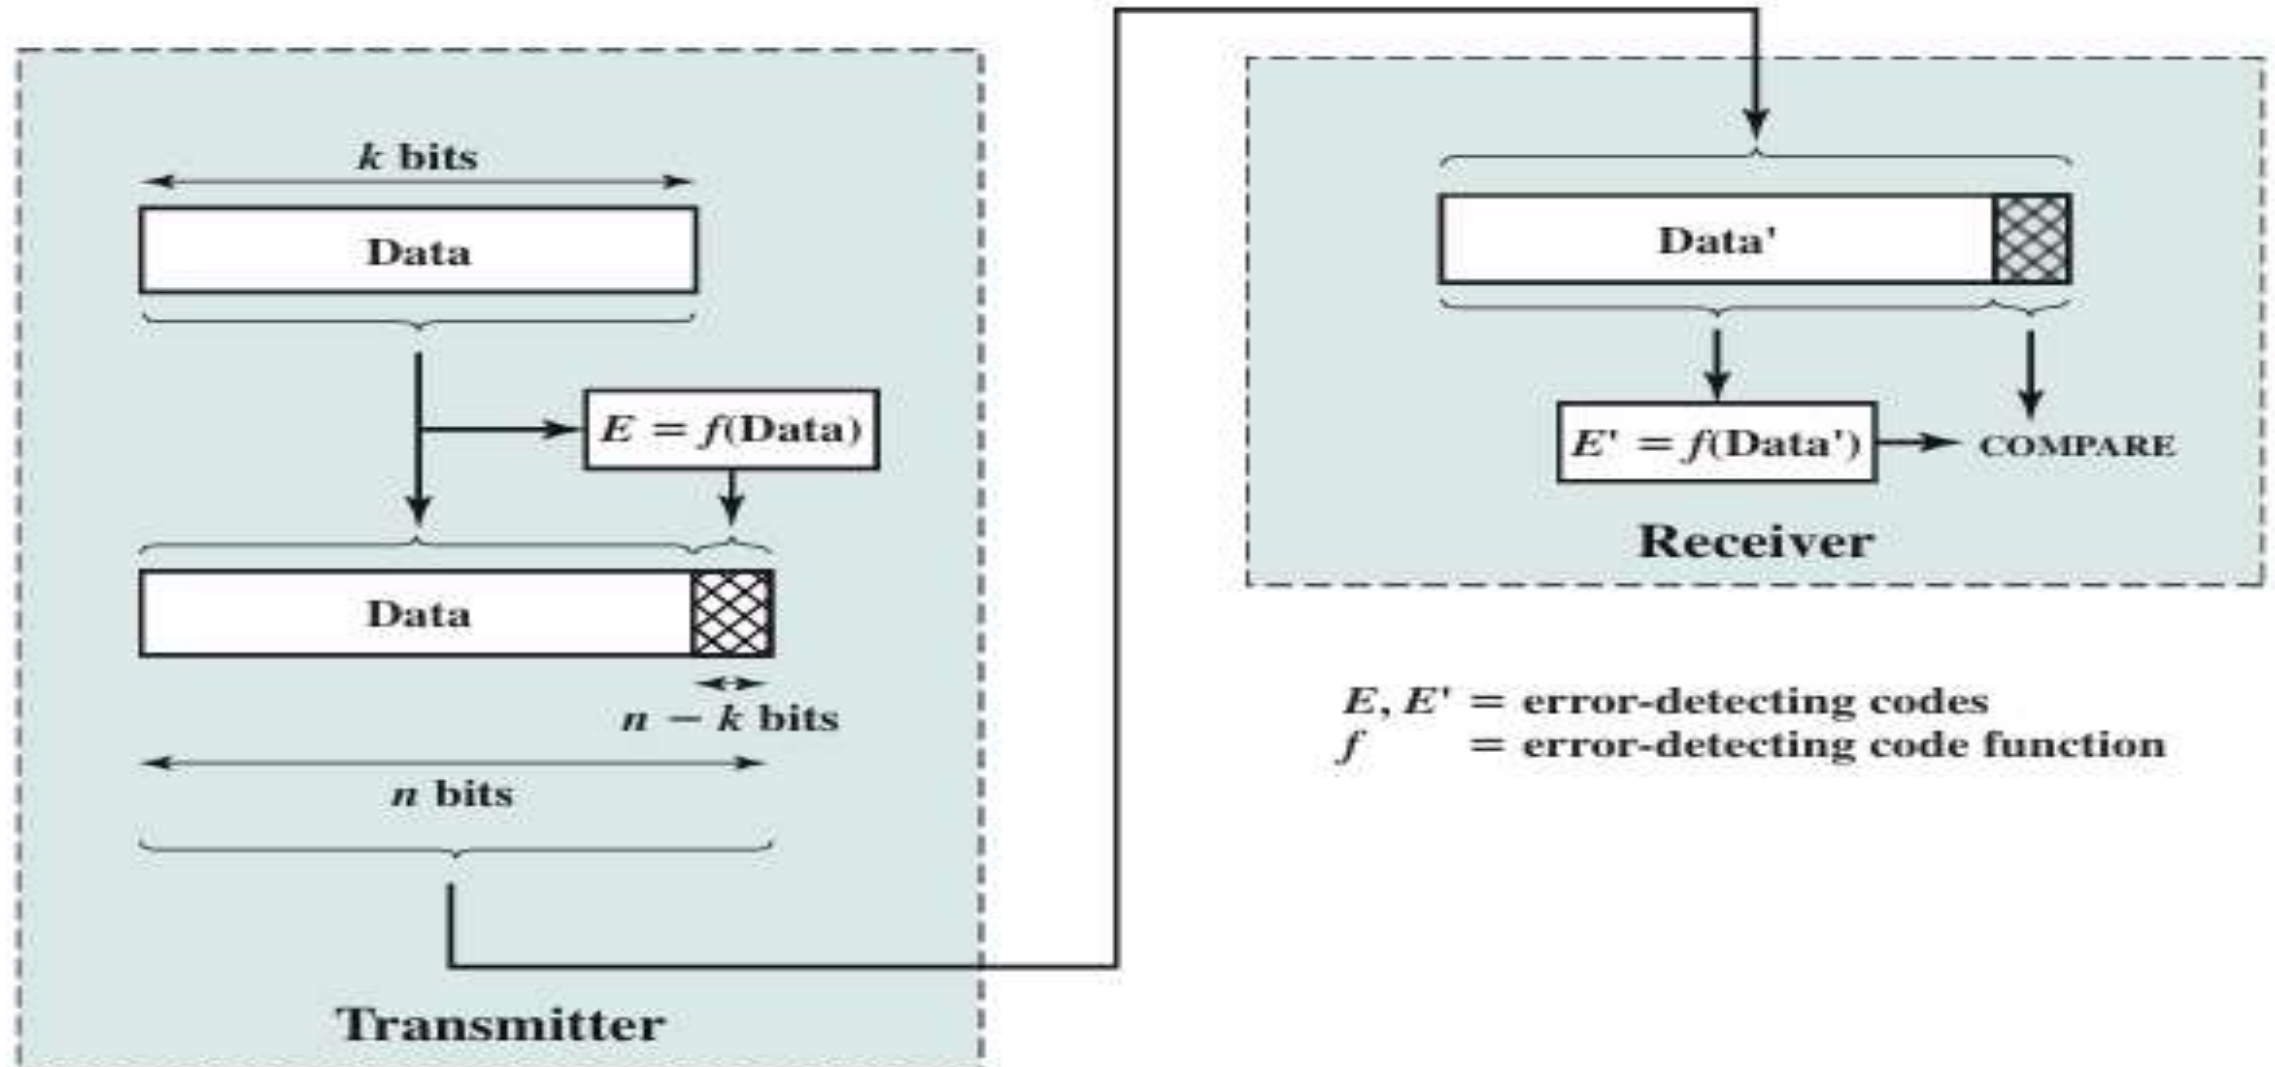 k bits
Data
E = f(Data)
Data
n − k bits
n bits
Transmitter
Data'
E' = f(Data')
COMPARE
Receiver
E, E' = error-detecting codes
f = error-detecting code function